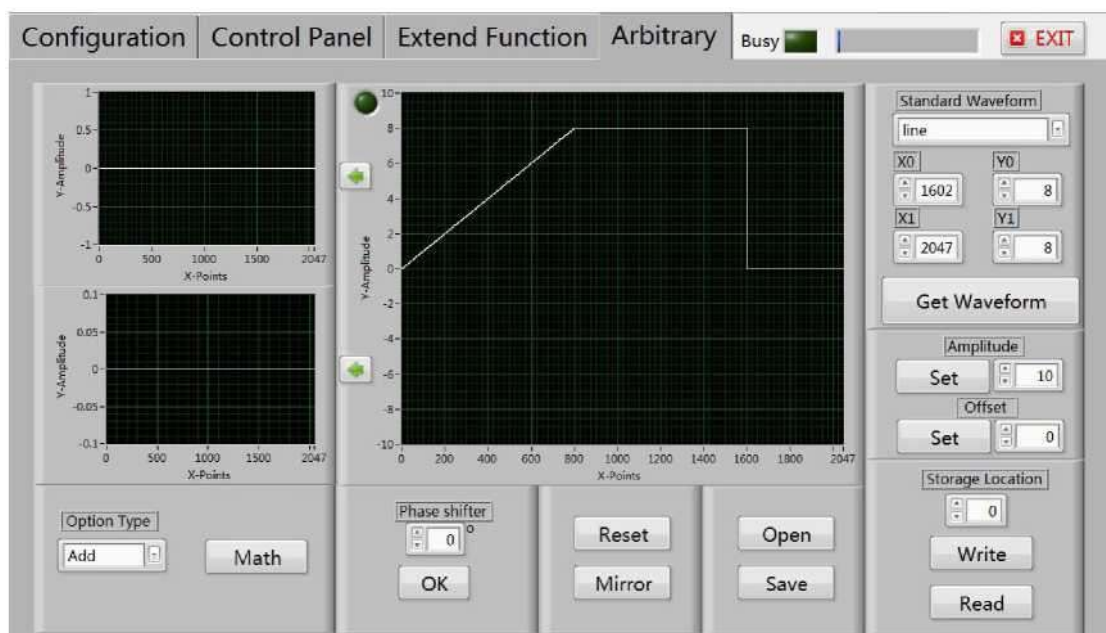 Configuration Control Panel Extend Function Arbitrary Busy EXIT
1
0.5
0
-0.5
-1
Y-Amplitude
0 500 1000 1500 2047
X-Points
0.1
0.05
0
-0.05
-0.1
Y-Amplitude
0 500 1000 1500 2047
X-Points
10
8
6
4
2
0
-2
-4
-6
-8
-10
Y-Amplitude
0 200 400 600 800 1000 1200 1400 1600 1800 2047
X-Points
Standard Waveform
line
X0 Y0
1602 8
X1 Y1
2047 8
Get Waveform
Amplitude
Set 10
Offset
Set 0
Storage Location
0
Write
Read
Option Type
Add Math
Phase shifter
0 °
OK
Reset
Mirror
Open
Save